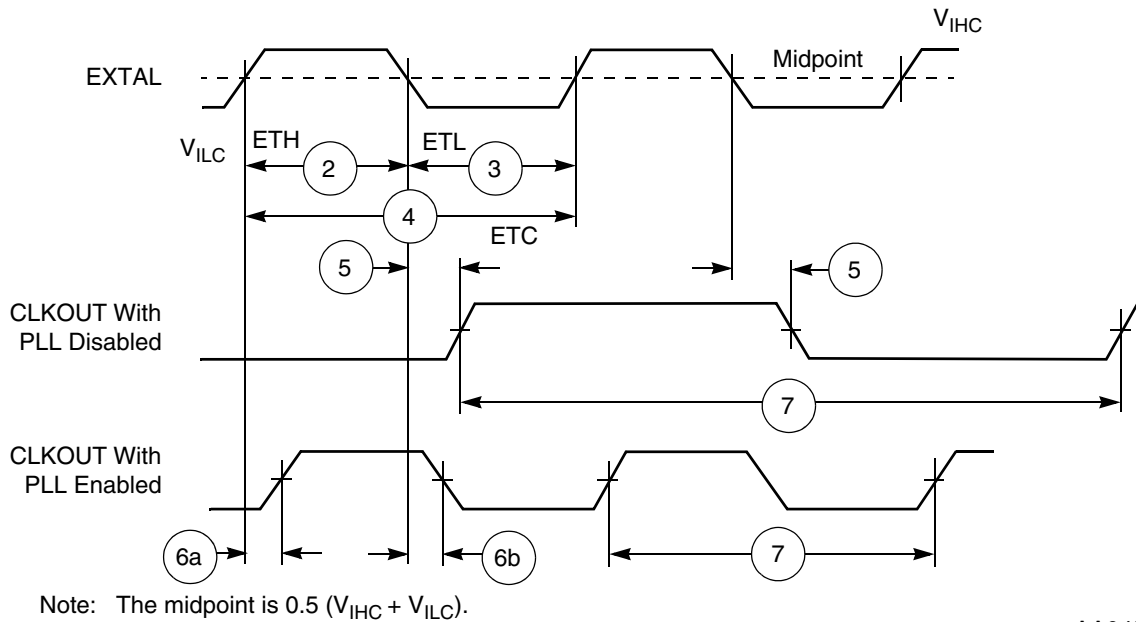 V_IHC
EXTAL
Midpoint
V_ILC
ETH
ETL
2
3
4
ETC
5
5
CLKOUT With
PLL Disabled
7
CLKOUT With
PLL Enabled
6a
6b
7
Note: The midpoint is 0.5 (V_IHC + V_ILC).